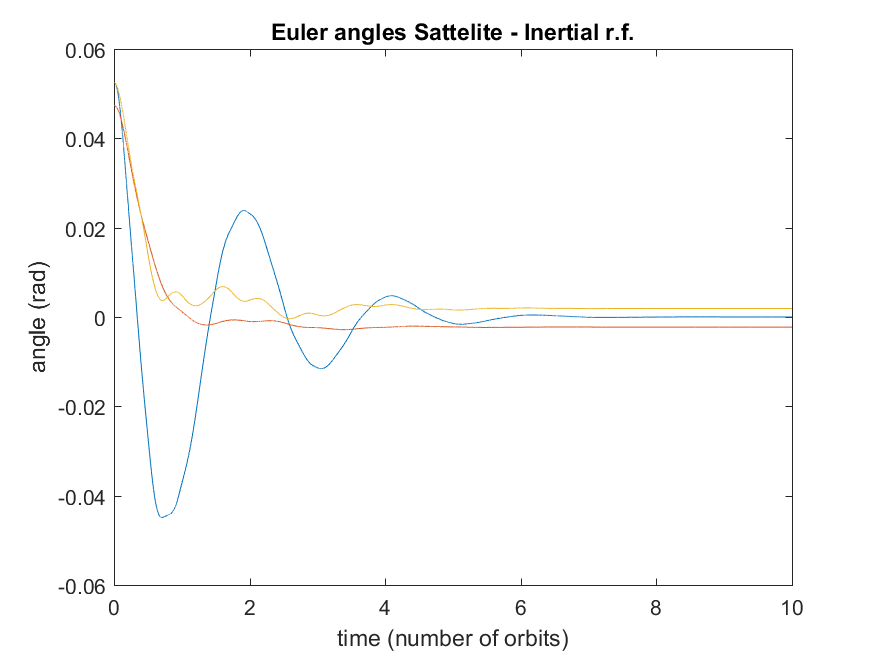 Euler angles Sattelite - Inertial r.f.
0.06
0.04
0.02
0
-0.02
-0.04
-0.06
angle (rad)
0 2 4 6 8 10
time (number of orbits)